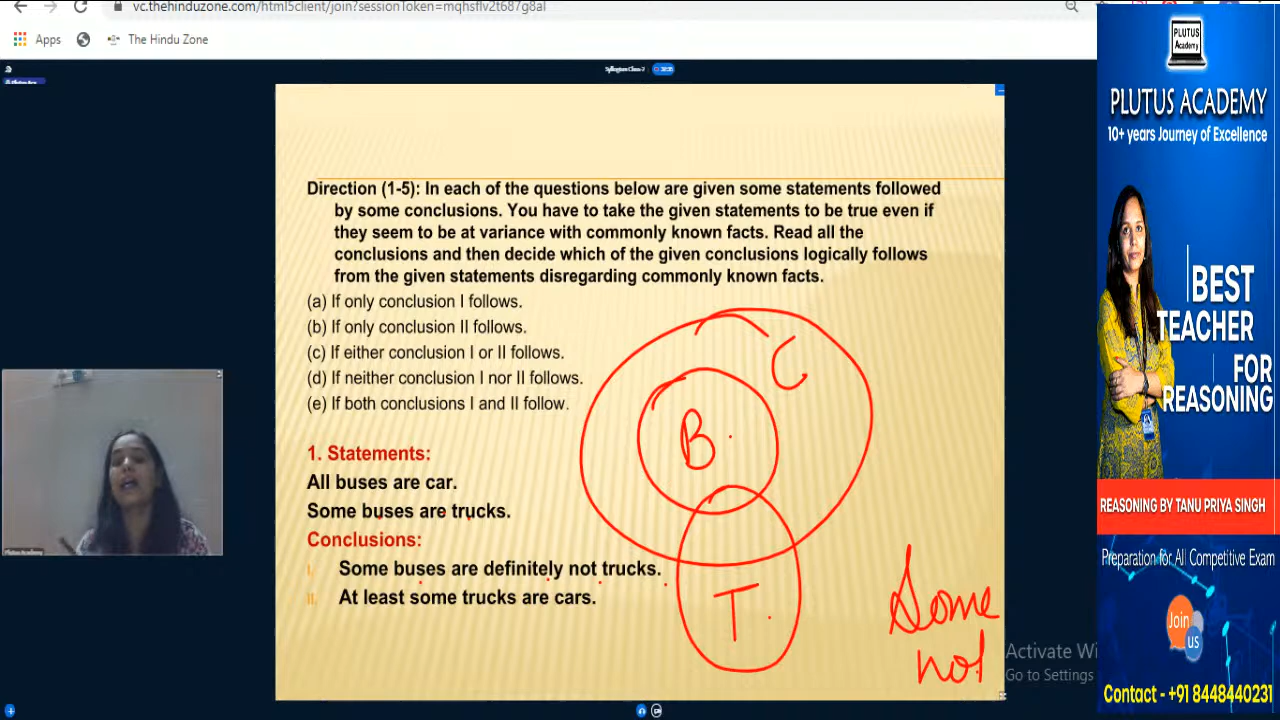 vc.thehinduzone.com/html5client/join?sessionToken=mqhsflv2t687g8al
Apps
The Hindu Zone
Syllogism Class-2
Direction (1-5): In each of the questions below are given some statements followed
by some conclusions. You have to take the given statements to be true even if
they seem to be at variance with commonly known facts. Read all the
conclusions and then decide which of the given conclusions logically follows
from the given statements disregarding commonly known facts.
(a) If only conclusion I follows.
(b) If only conclusion II follows.
(c) If either conclusion I or II follows.
(d) If neither conclusion I nor II follows.
(e) If both conclusions I and II follow.
1. Statements:
All buses are car.
Some buses are trucks.
Conclusions:
I. Some buses are definitely not trucks.
II. At least some trucks are cars.
C
B
T
Some
not
Activate Wi
Go to Settings
Plutus Academy
PLUTUS
Academy
PLUTUS ACADEMY
10+ years Journey of Excellence
BEST
TEACHER
FOR
REASONING
REASONING BY TANU PRIYA SINGH
Preparation for All Competitive Exam
Join
us
Contact - +91 8448440231